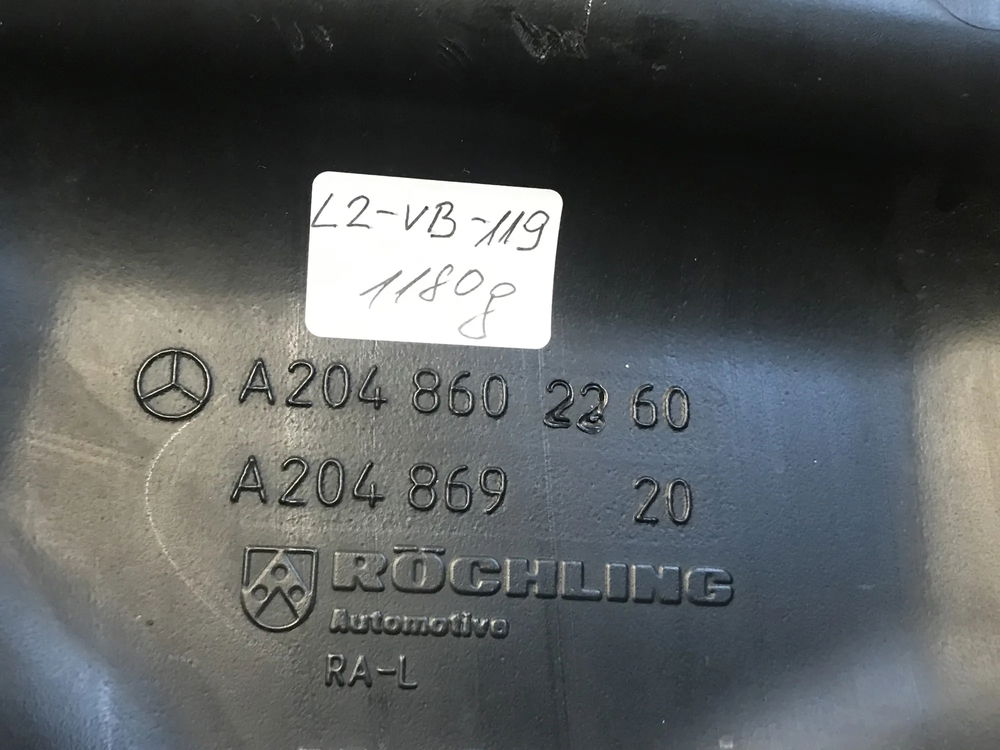 L2-VB-119
1180g
A204 860 22 60
A204 869 20
RÖCHLING
Automotive
RA-L